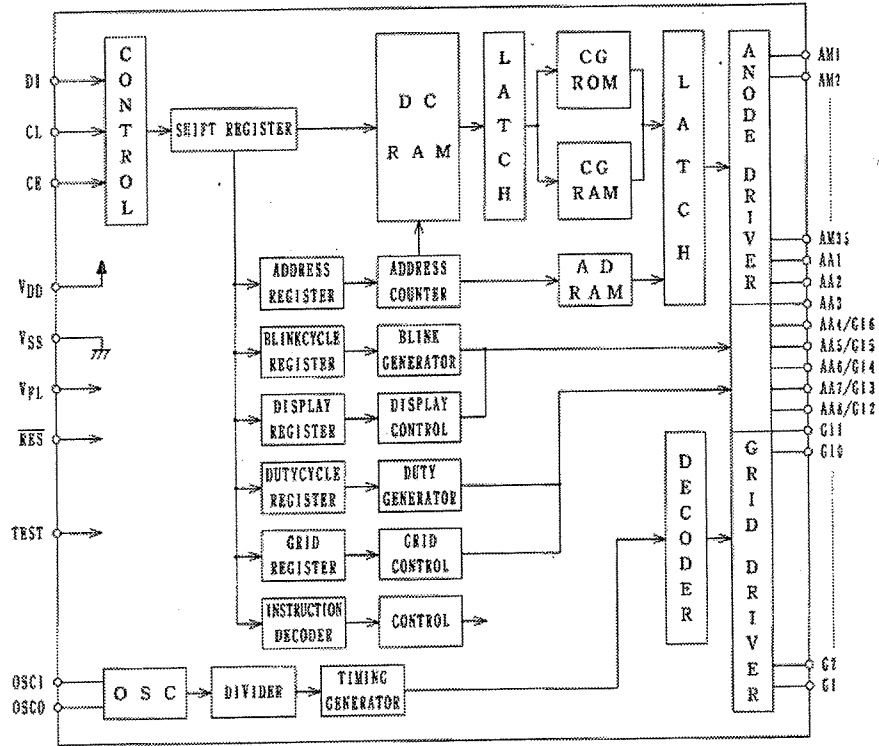 DI
CL
CE
VDD
VSS
VFL
RES
TEST
OSCI
OSCO
CONTROL
SHIFT REGISTER
DC
RAM
LATCH
CG
ROM
CG
RAM
LATCH
ADDRESS
REGISTER
ADDRESS
COUNTER
AD
RAM
BLINKCYCLE
REGISTER
BLINK
GENERATOR
DISPLAY
REGISTER
DISPLAY
CONTROL
DUTYCYCLE
REGISTER
DUTY
GENERATOR
GRID
REGISTER
GRID
CONTROL
INSTRUCTION
DECODER
CONTROL
OSC
DIVIDER
TIMING
GENERATOR
DECODER
ANODE DRIVER
GRID DRIVER
AM1
AM2
AM35
AA1
AA2
AA3
AA4/G16
AA5/G15
AA6/G14
AA7/G13
AA8/G12
G11
G10
G2
G1